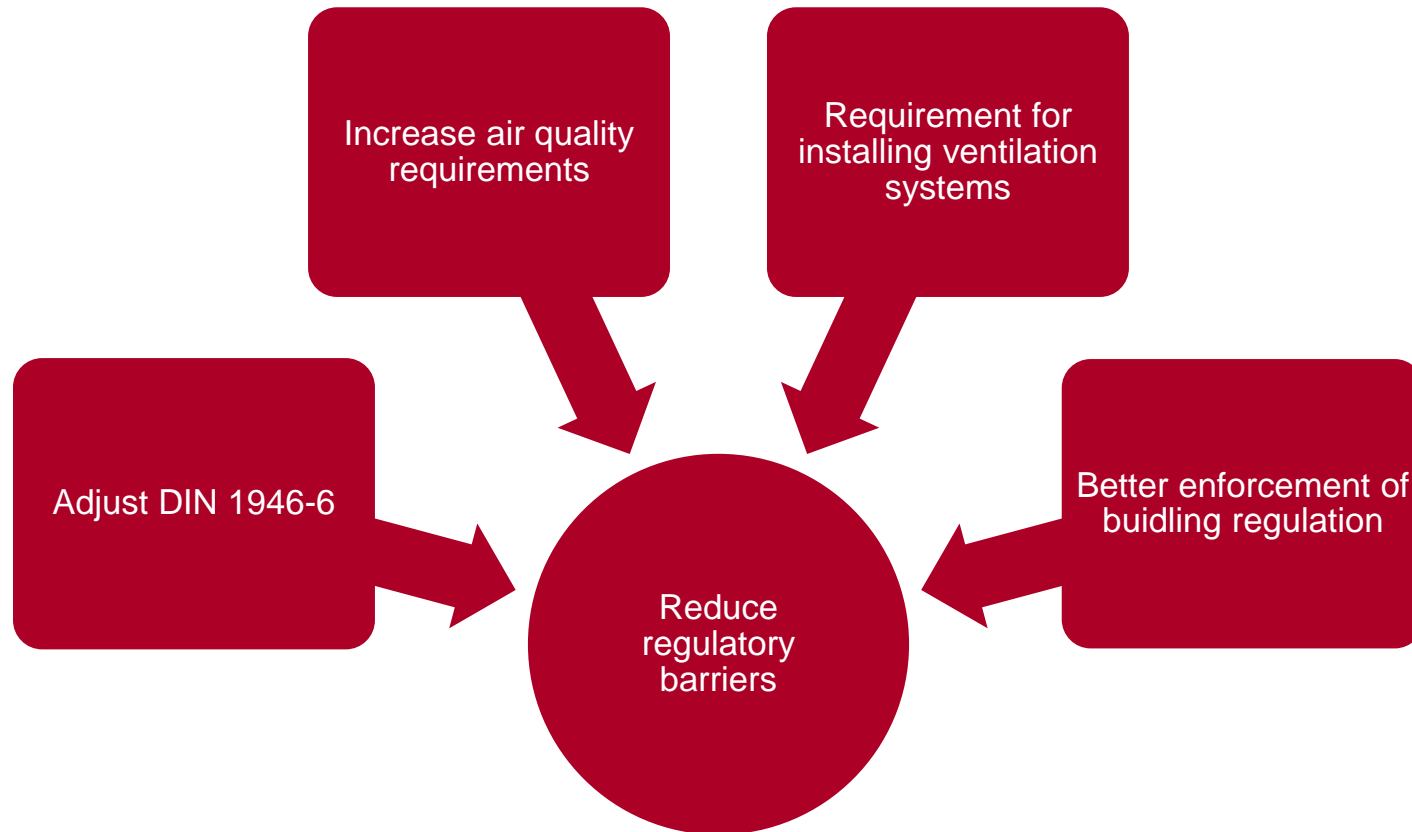 Increase air quality
requirements
Requirement for
installing ventilation
systems
Adjust DIN 1946-6
Better enforcement of
buidling regulation
Reduce
regulatory
barriers